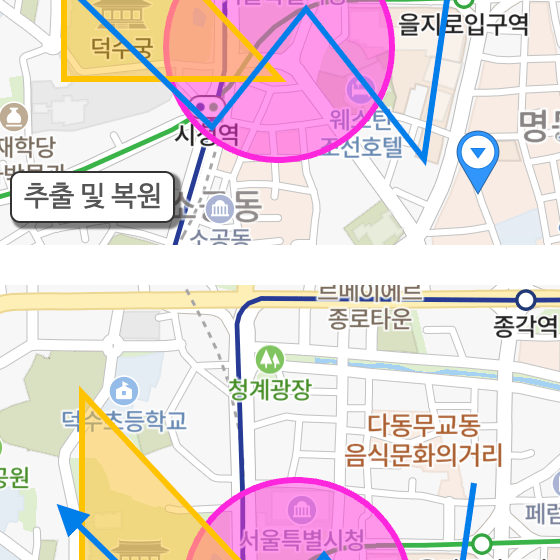 을지로입구역
덕수궁
시청역
웨스틴
조선호텔
재학당
추출 및 복원
소공동
소공동
종로타운
종각역
청계광장
덕수초등학교
다동무교동
음식문화의거리
공원
서울특별시청